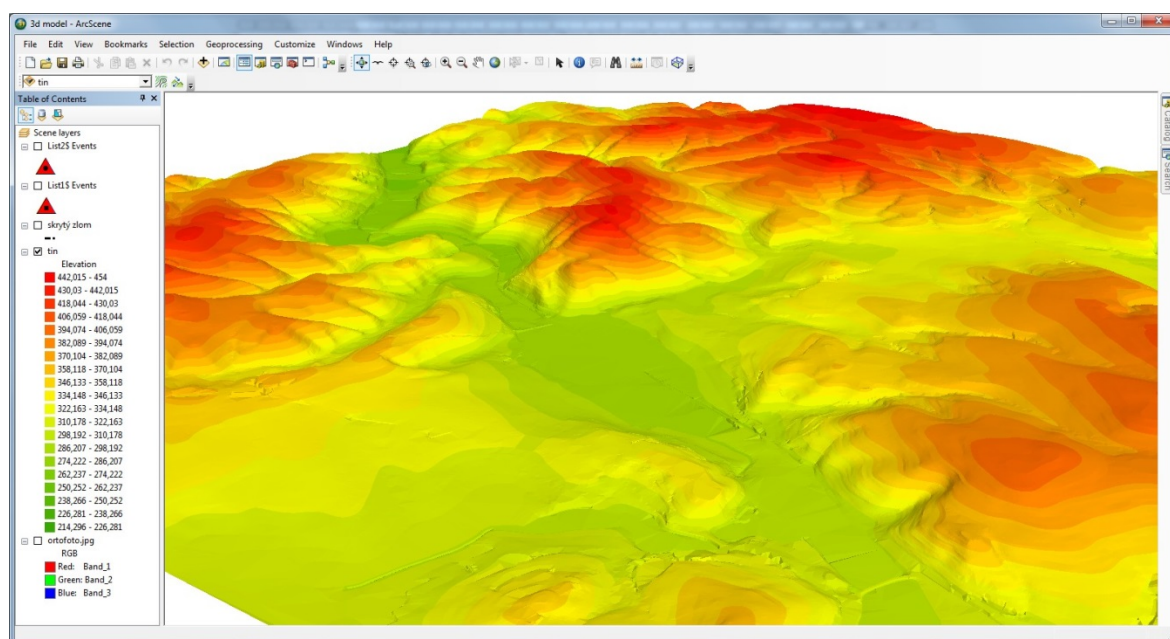 3d model - ArcScene
File Edit View Bookmarks Selection Geoprocessing Customize Windows Help
tin
Table of Contents
Scene layers
List2$ Events
List1$ Events
skrytý zlom
tin
Elevation
442,015 - 454
430,03 - 442,015
418,044 - 430,03
406,059 - 418,044
394,074 - 406,059
382,089 - 394,074
370,104 - 382,089
358,118 - 370,104
346,133 - 358,118
334,148 - 346,133
322,163 - 334,148
310,178 - 322,163
298,192 - 310,178
286,207 - 298,192
274,222 - 286,207
262,237 - 274,222
250,252 - 262,237
238,266 - 250,252
226,281 - 238,266
214,296 - 226,281
ortofoto.jpg
RGB
Red: Band_1
Green: Band_2
Blue: Band_3
Catalog
Search